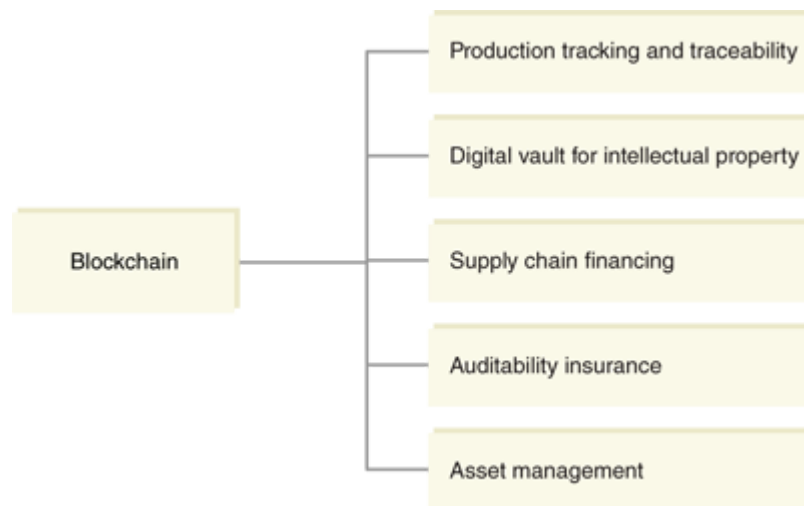 Production tracking and traceability
Digital vault for intellectual property
Blockchain
Supply chain financing
Auditability insurance
Asset management